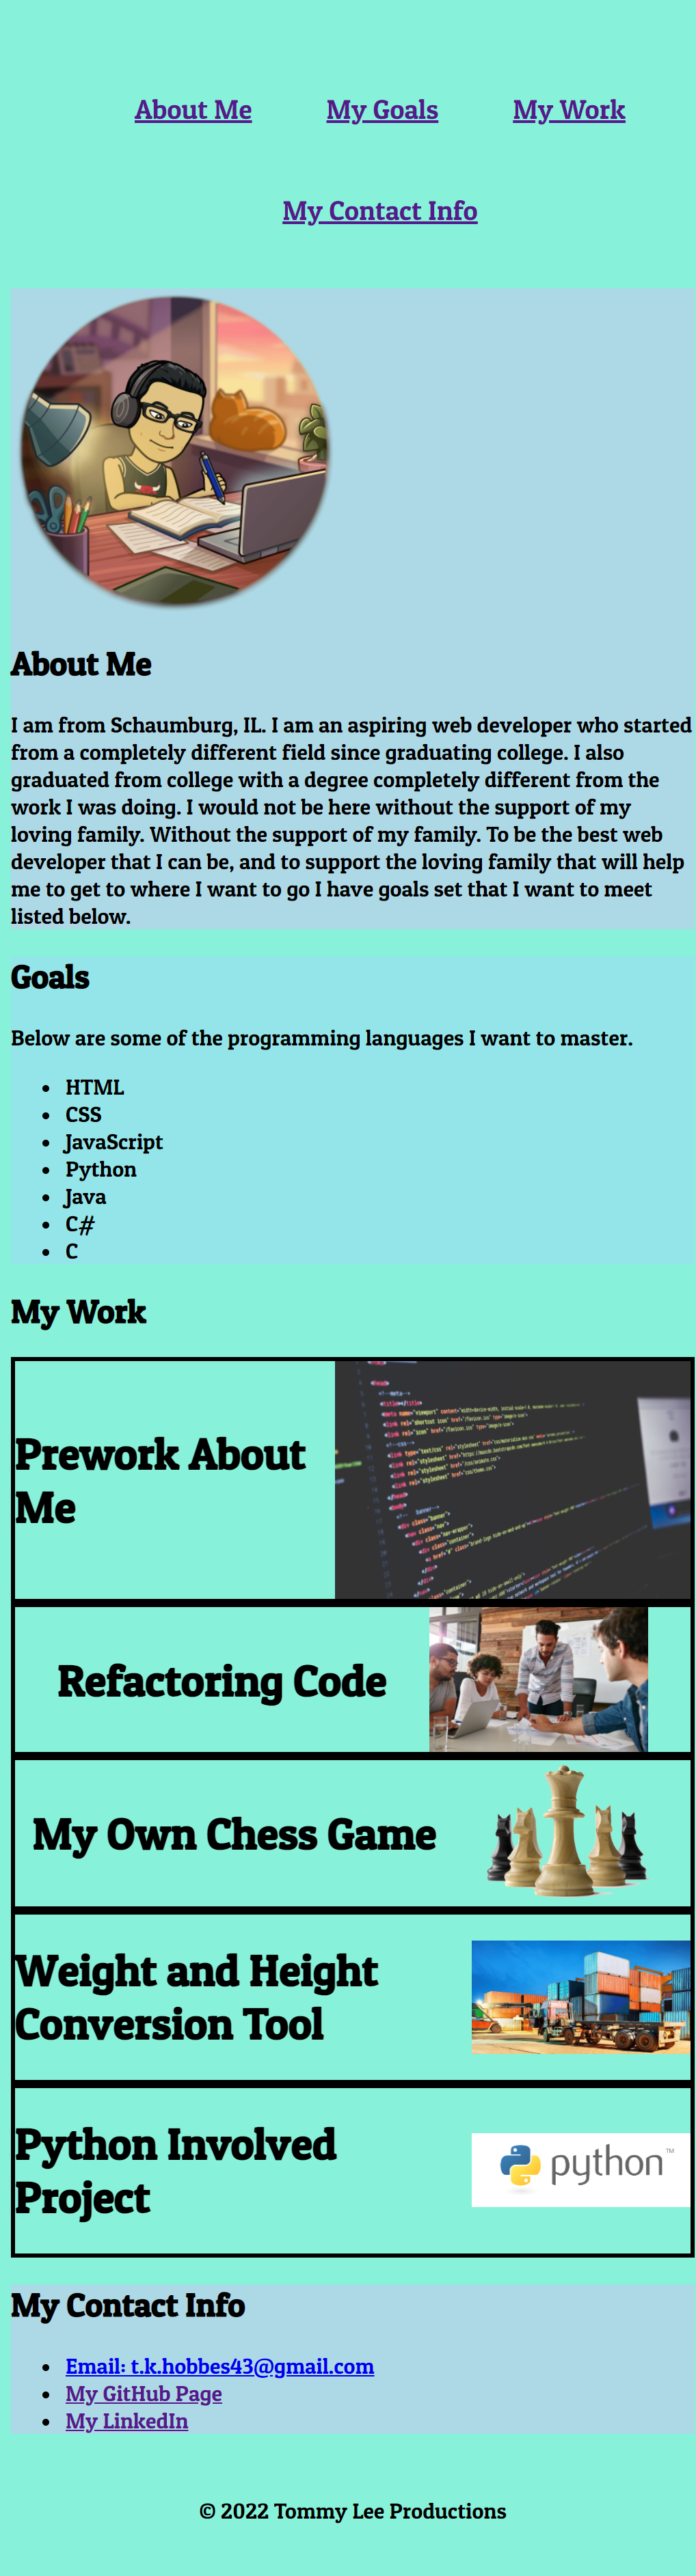 About Me
My Goals
My Work
My Contact Info
About Me
I am from Schaumburg, IL. I am an aspiring web developer who started
from a completely different field since graduating college. I also
graduated from college with a degree completely different from the
work I was doing. I would not be here without the support of my
loving family. Without the support of my family. To be the best web
developer that I can be, and to support the loving family that will help
me to get to where I want to go I have goals set that I want to meet
listed below.
Goals
Below are some of the programming languages I want to master.
HTML
CSS
JavaScript
Python
Java
C#
C
My Work
Prework About
Me
Refactoring Code
My Own Chess Game
Weight and Height
Conversion Tool
Python Involved
Project
python™
My Contact Info
Email: t.k.hobbes43@gmail.com
My GitHub Page
My LinkedIn
© 2022 Tommy Lee Productions